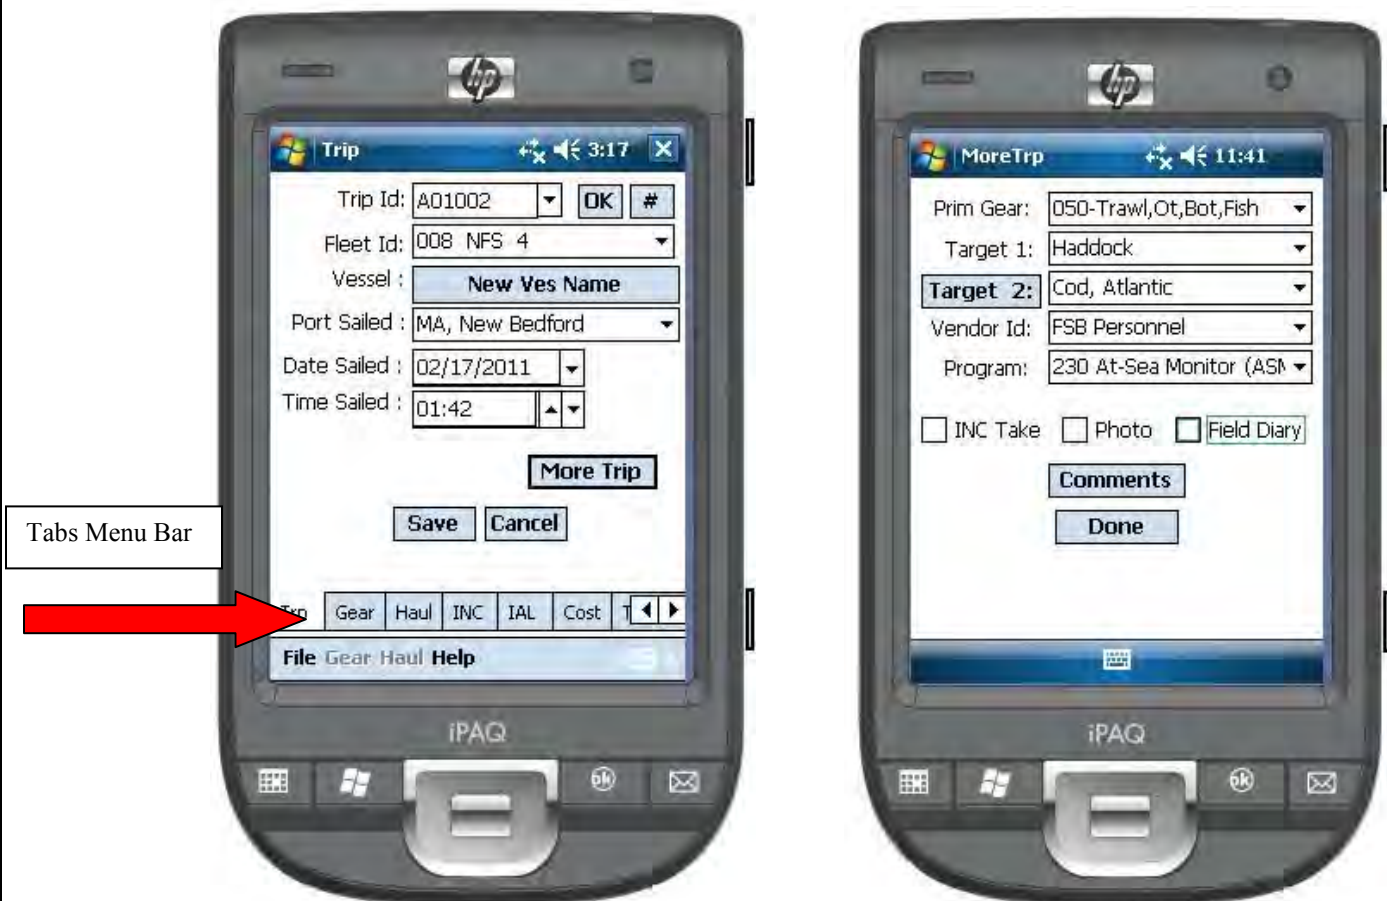 hp
Trip 3:17
Trip Id: A01002 OK #
Fleet Id: 008 NFS 4
Vessel : New Ves Name
Port Sailed : MA, New Bedford
Date Sailed : 02/17/2011
Time Sailed : 01:42
More Trip
Save Cancel
Tabs Menu Bar
Trp Gear Haul INC IAL Cost T
File Gear Haul Help
iPAQ
ok
hp
MoreTrp 11:41
Prim Gear: 050-Trawl,Ot,Bot,Fish
Target 1: Haddock
Target 2: Cod, Atlantic
Vendor Id: FSB Personnel
Program: 230 At-Sea Monitor (ASM
INC Take Photo Field Diary
Comments
Done
iPAQ
ok